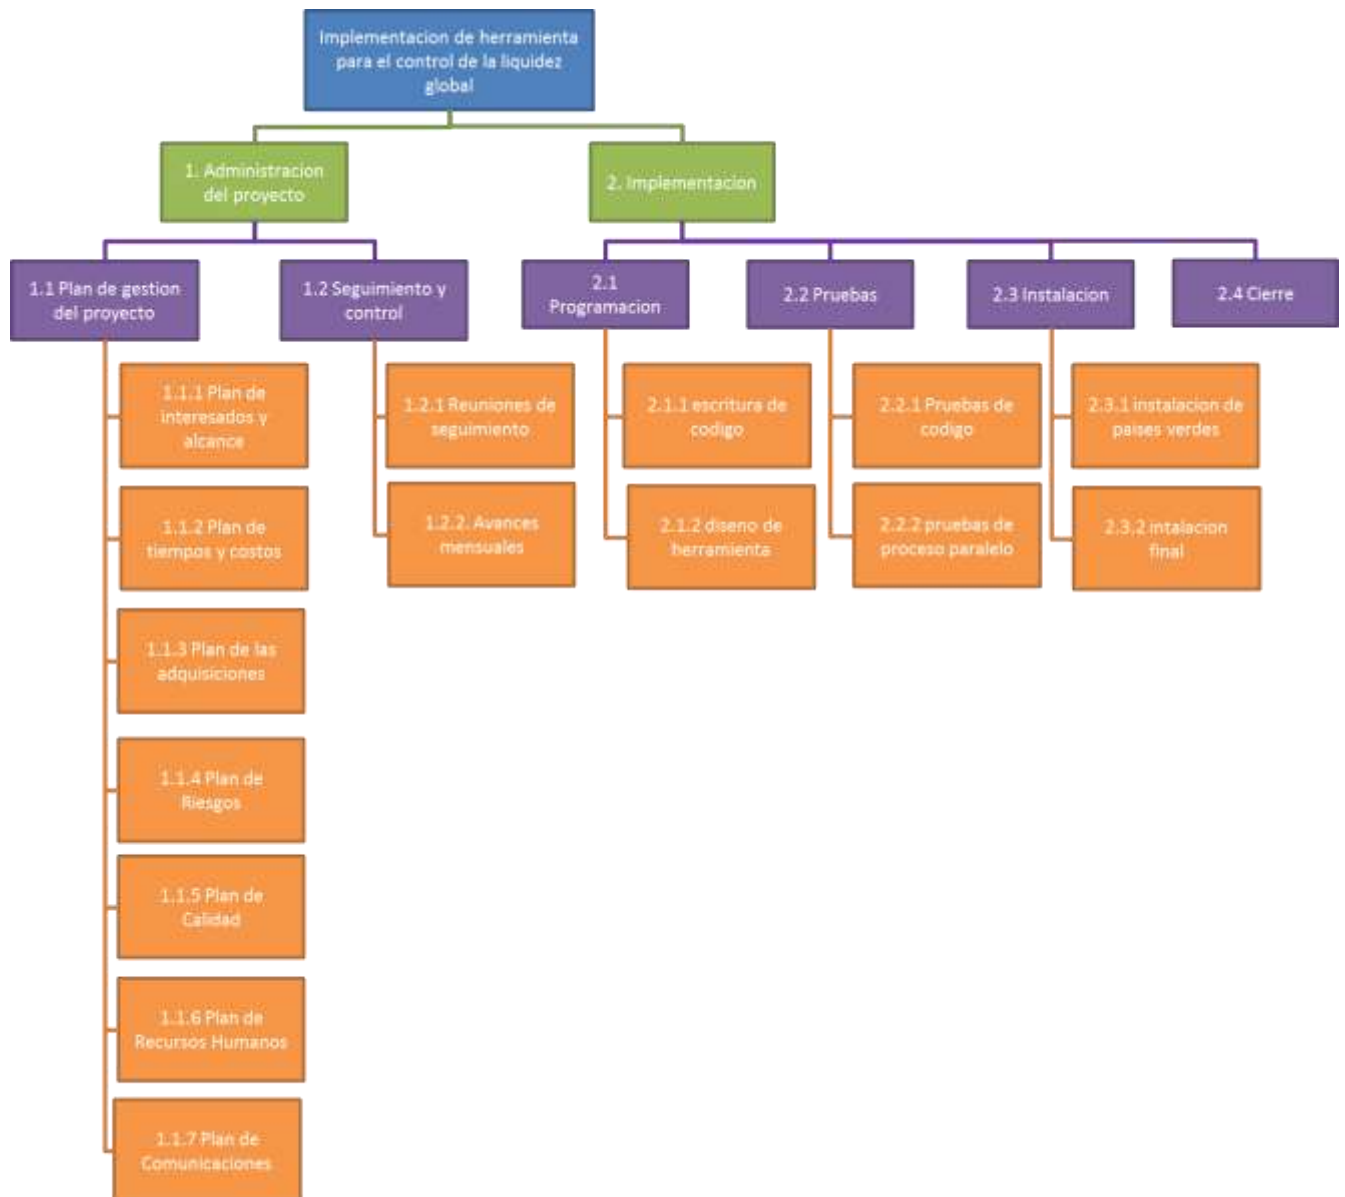 Implementacion de herramienta
para el control de la liquidez
global
1. Administracion
del proyecto
2. Implementacion
1.1 Plan de gestion
del proyecto
1.2 Seguimiento y
control
2.1
Programacion
2.2 Pruebas
2.3 Instalacion
2.4 Cierre
1.1.1 Plan de
interesados y
alcance
1.1.2 Plan de
tiempos y costos
1.1.3 Plan de las
adquisiciones
1.1.4 Plan de
Riesgos
1.1.5 Plan de
Calidad
1.1.6 Plan de
Recursos Humanos
1.1.7 Plan de
Comunicaciones
1.2.1 Reuniones de
seguimiento
1.2.2. Avances
mensuales
2.1.1 escritura de
codigo
2.1.2 diseno de
herramienta
2.2.1 Pruebas de
codigo
2.2.2 pruebas de
proceso paralelo
2.3.1 instalacion de
paises verdes
2.3.2 intalacion
final